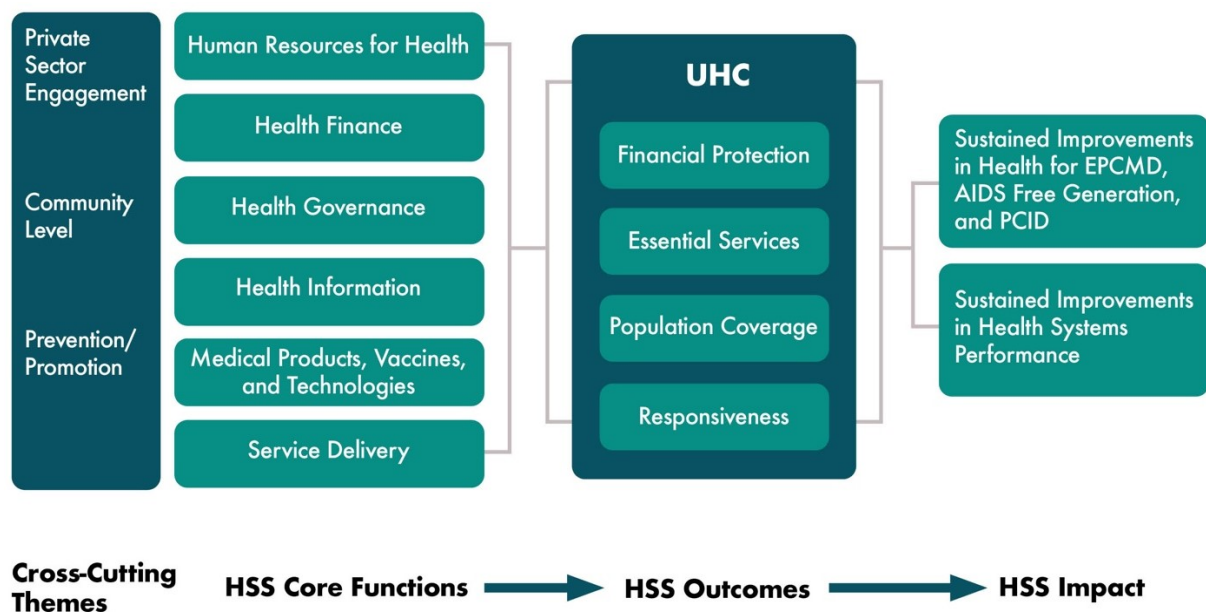 Private
Sector
Engagement
Community
Level
Prevention/
Promotion
Human Resources for Health
Health Finance
Health Governance
Health Information
Medical Products, Vaccines,
and Technologies
Service Delivery
UHC
Financial Protection
Essential Services
Population Coverage
Responsiveness
Sustained Improvements
in Health for EPCMD,
AIDS Free Generation,
and PCID
Sustained Improvements
in Health Systems
Performance
Cross-Cutting
Themes
HSS Core Functions
HSS Outcomes
HSS Impact